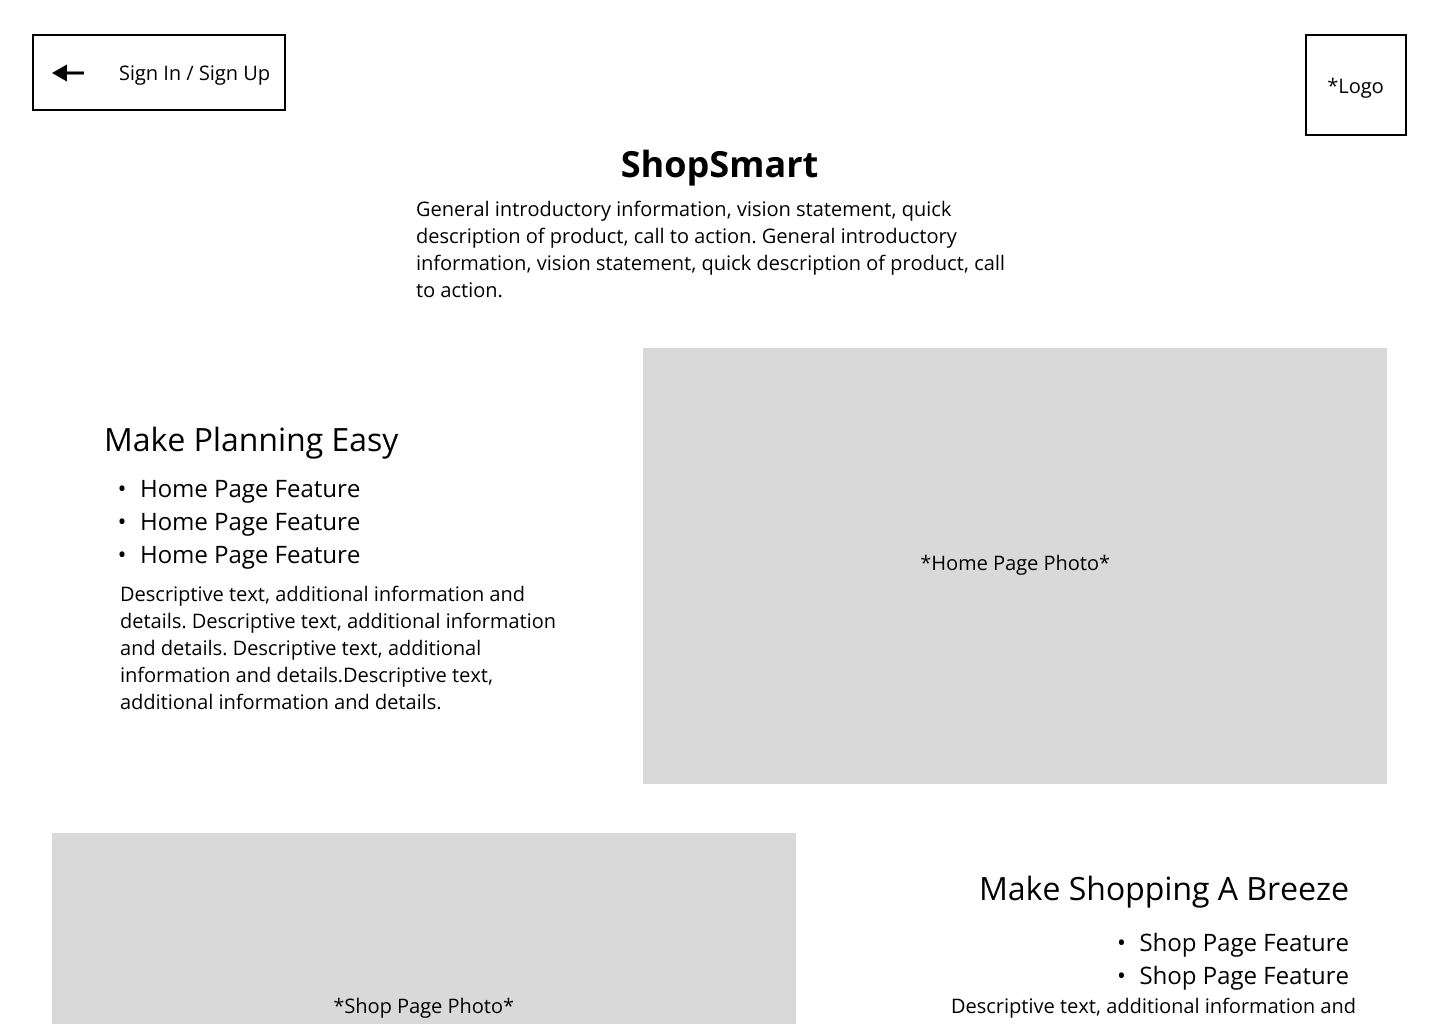 Sign In / Sign Up
*Logo
ShopSmart
General introductory information, vision statement, quick
description of product, call to action. General introductory
information, vision statement, quick description of product, call
to action.
Make Planning Easy
• Home Page Feature
• Home Page Feature
• Home Page Feature
Descriptive text, additional information and
details. Descriptive text, additional information
and details. Descriptive text, additional
information and details.Descriptive text,
additional information and details.
*Home Page Photo*
*Shop Page Photo*
Make Shopping A Breeze
• Shop Page Feature
• Shop Page Feature
Descriptive text, additional information and